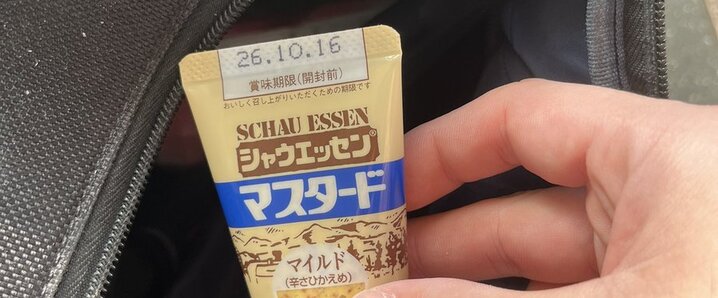 26.10.16
賞味期限(開封前)
おいしく召し上がりいただくための期限です
SCHAU ESSEN
シャウエッセン®
マスタード
マイルド
(辛さひかえめ)